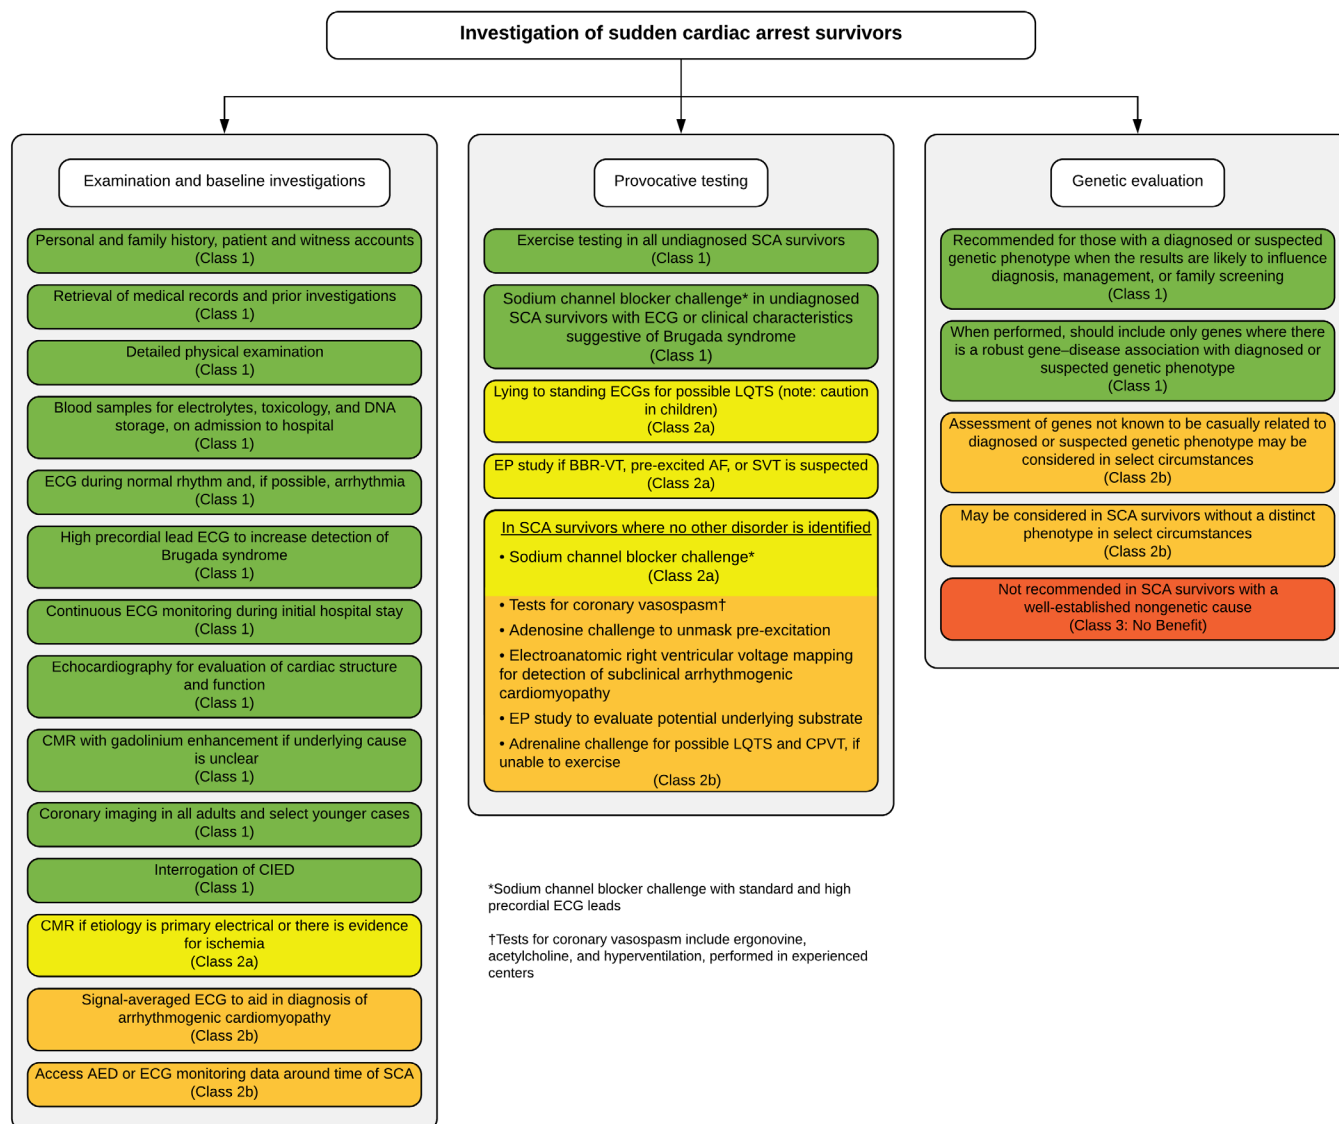 Investigation of sudden cardiac arrest survivors
Examination and baseline investigations
Personal and family history, patient and witness accounts
(Class 1)
Retrieval of medical records and prior investigations
(Class 1)
Detailed physical examination
(Class 1)
Blood samples for electrolytes, toxicology, and DNA
storage, on admission to hospital
(Class 1)
ECG during normal rhythm and, if possible, arrhythmia
(Class 1)
High precordial lead ECG to increase detection of
Brugada syndrome
(Class 1)
Continuous ECG monitoring during initial hospital stay
(Class 1)
Echocardiography for evaluation of cardiac structure
and function
(Class 1)
CMR with gadolinium enhancement if underlying cause
is unclear
(Class 1)
Coronary imaging in all adults and select younger cases
(Class 1)
Interrogation of CIED
(Class 1)
CMR if etiology is primary electrical or there is evidence
for ischemia
(Class 2a)
Signal-averaged ECG to aid in diagnosis of
arrhythmogenic cardiomyopathy
(Class 2b)
Access AED or ECG monitoring data around time of SCA
(Class 2b)
Provocative testing
Exercise testing in all undiagnosed SCA survivors
(Class 1)
Sodium channel blocker challenge* in undiagnosed
SCA survivors with ECG or clinical characteristics
suggestive of Brugada syndrome
(Class 1)
Lying to standing ECGs for possible LQTS (note: caution
in children)
(Class 2a)
EP study if BBR-VT, pre-excited AF, or SVT is suspected
(Class 2a)
In SCA survivors where no other disorder is identified
• Sodium channel blocker challenge*
(Class 2a)
• Tests for coronary vasospasm†
• Adenosine challenge to unmask pre-excitation
• Electroanatomic right ventricular voltage mapping
for detection of subclinical arrhythmogenic
cardiomyopathy
• EP study to evaluate potential underlying substrate
• Adrenaline challenge for possible LQTS and CPVT, if
unable to exercise
(Class 2b)
*Sodium channel blocker challenge with standard and high
precordial ECG leads
†Tests for coronary vasospasm include ergonovine,
acetylcholine, and hyperventilation, performed in experienced
centers
Genetic evaluation
Recommended for those with a diagnosed or suspected
genetic phenotype when the results are likely to influence
diagnosis, management, or family screening
(Class 1)
When performed, should include only genes where there
is a robust gene–disease association with diagnosed or
suspected genetic phenotype
(Class 1)
Assessment of genes not known to be casually related to
diagnosed or suspected genetic phenotype may be
considered in select circumstances
(Class 2b)
May be considered in SCA survivors without a distinct
phenotype in select circumstances
(Class 2b)
Not recommended in SCA survivors with a
well-established nongenetic cause
(Class 3: No Benefit)